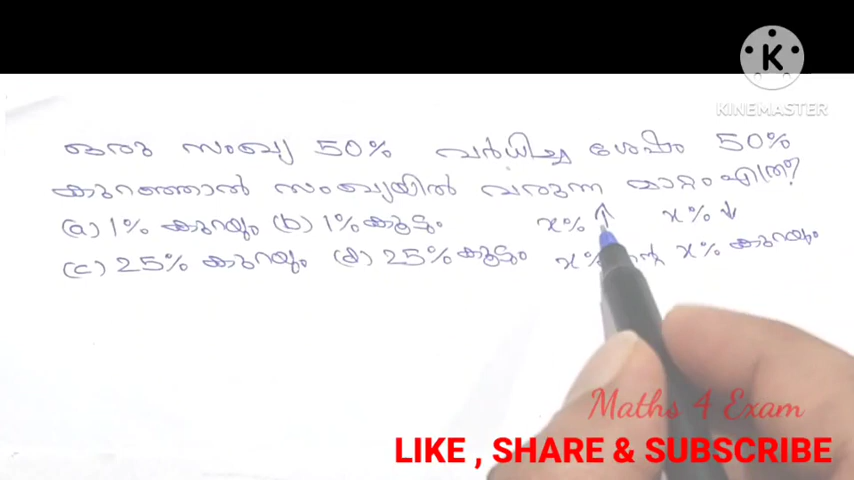 KINEMASTER
ഒരു സംഖ്യ 50% വർധിച്ച ശേഷം 50%
കുറഞ്ഞാൽ സംഖ്യയിൽ വരുന്ന മാറ്റം എത്ര?
(a) 1% കുറയും (b) 1% കൂടും x% ↑ x% ↓
(c) 25% കുറയും (d) 25% കൂടും x% ന്റെ x% കുറയും
Maths 4 Exam
LIKE , SHARE & SUBSCRIBE